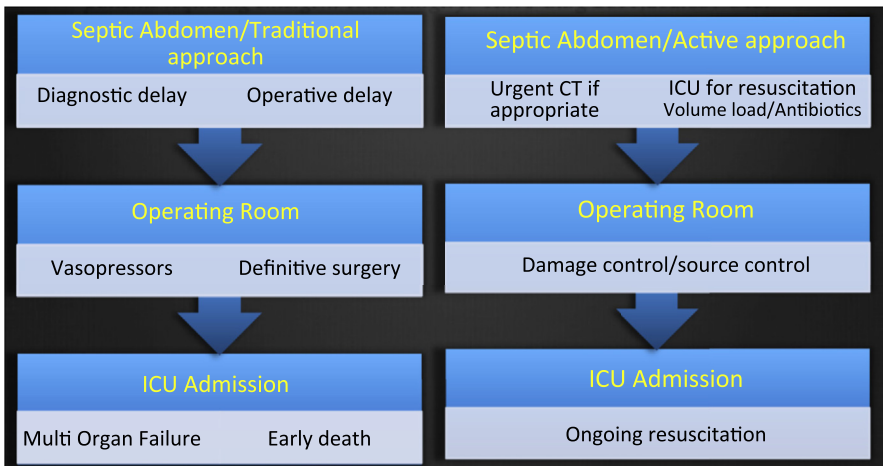 Septic Abdomen/Traditional
approach
Diagnostic delay
Operative delay
Operating Room
Vasopressors
Definitive surgery
ICU Admission
Multi Organ Failure
Early death
Septic Abdomen/Active approach
Urgent CT if
appropriate
ICU for resuscitation
Volume load/Antibiotics
Operating Room
Damage control/source control
ICU Admission
Ongoing resuscitation